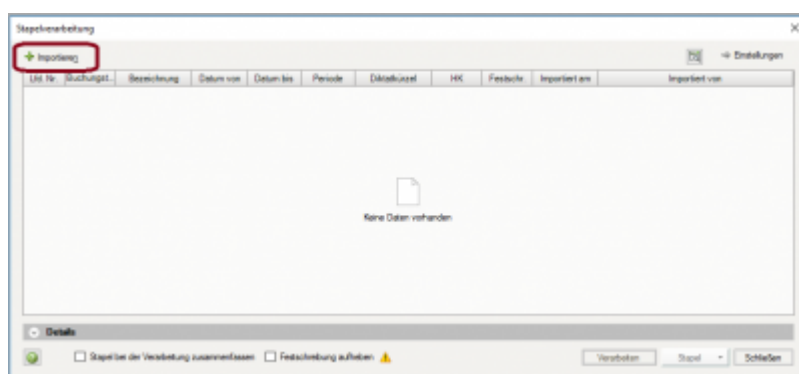 Stapelverarbeitung
Importieren
Einstellungen
Lfd. Nr. Buchungst... Bezeichnung Datum von Datum bis Periode Diktatkürzel HK Festschr. Importiert am Importiert von
Keine Daten vorhanden
Details
Stapel bei der Verarbeitung zusammenfassen Festschreibung aufheben
Verarbeiten Stapel Schließen